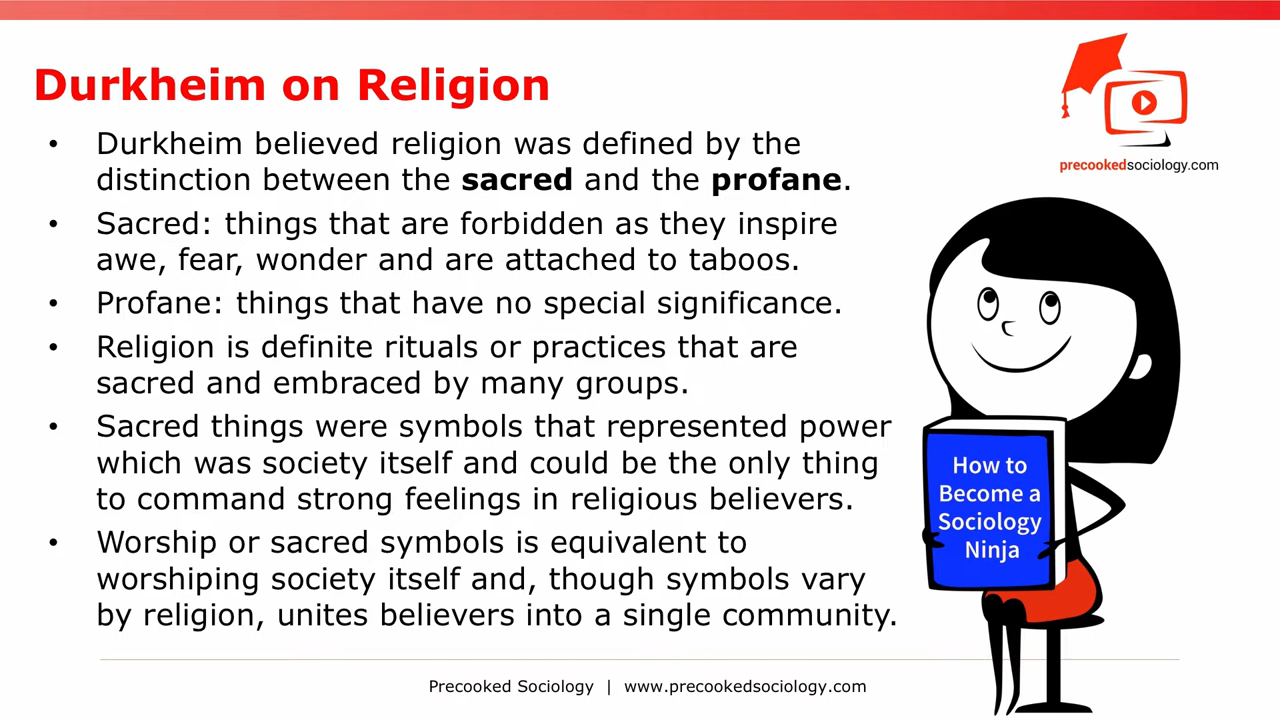 Durkheim on Religion
• Durkheim believed religion was defined by the
distinction between the sacred and the profane.
• Sacred: things that are forbidden as they inspire
awe, fear, wonder and are attached to taboos.
• Profane: things that have no special significance.
• Religion is definite rituals or practices that are
sacred and embraced by many groups.
• Sacred things were symbols that represented power
which was society itself and could be the only thing
to command strong feelings in religious believers.
• Worship or sacred symbols is equivalent to
worshiping society itself and, though symbols vary
by religion, unites believers into a single community.
precookedsociology.com
How to
Become a
Sociology
Ninja
Precooked Sociology | www.precookedsociology.com